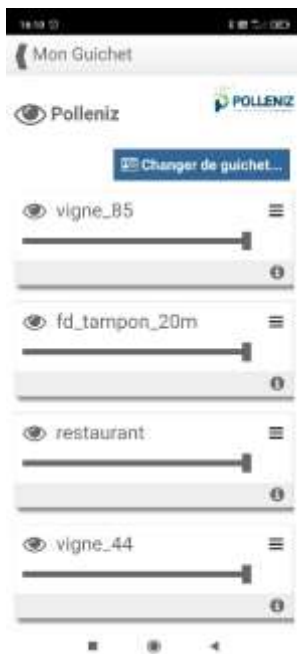 Mon Guichet
Polleniz
POLLENIZ
Changer de guichet...
vigne_85
fd_tampon_20m
restaurant
vigne_44